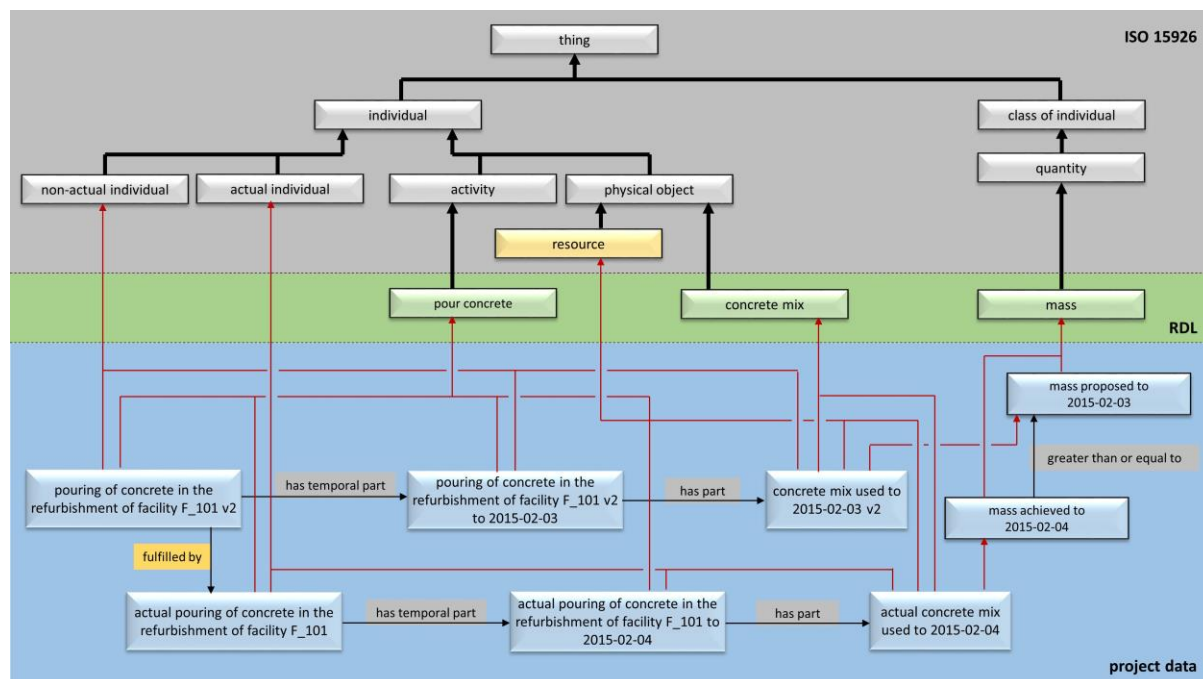 thing
ISO 15926
individual
class of individual
quantity
non-actual individual
actual individual
activity
physical object
resource
pour concrete
concrete mix
mass
RDL
mass proposed to
2015-02-03
greater than or equal to
pouring of concrete in the
refurbishment of facility F_101 v2
has temporal part
pouring of concrete in the
refurbishment of facility F_101 v2
to 2015-02-03
has part
concrete mix used to
2015-02-03 v2
mass achieved to
2015-02-04
fulfilled by
actual pouring of concrete in the
refurbishment of facility F_101
has temporal part
actual pouring of concrete in the
refurbishment of facility F_101 to
2015-02-04
has part
actual concrete mix
used to 2015-02-04
project data